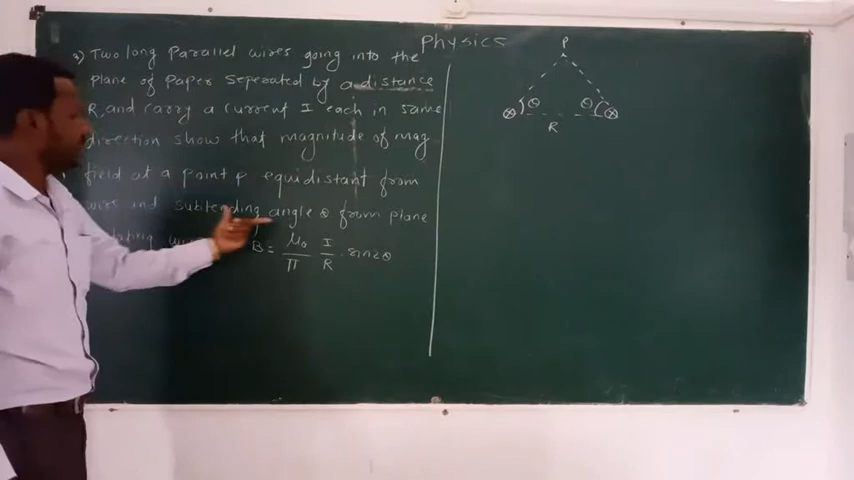 Physics
3) Two long parallel wires going into the
plane of paper seperated by a distance
R, and carry a current I each in same
direction show that magnitude of mag
field at a point P equidistant from
wire and subtending angle θ from plane
B = μ₀/π I/R · sin2θ
P
θ θ
R